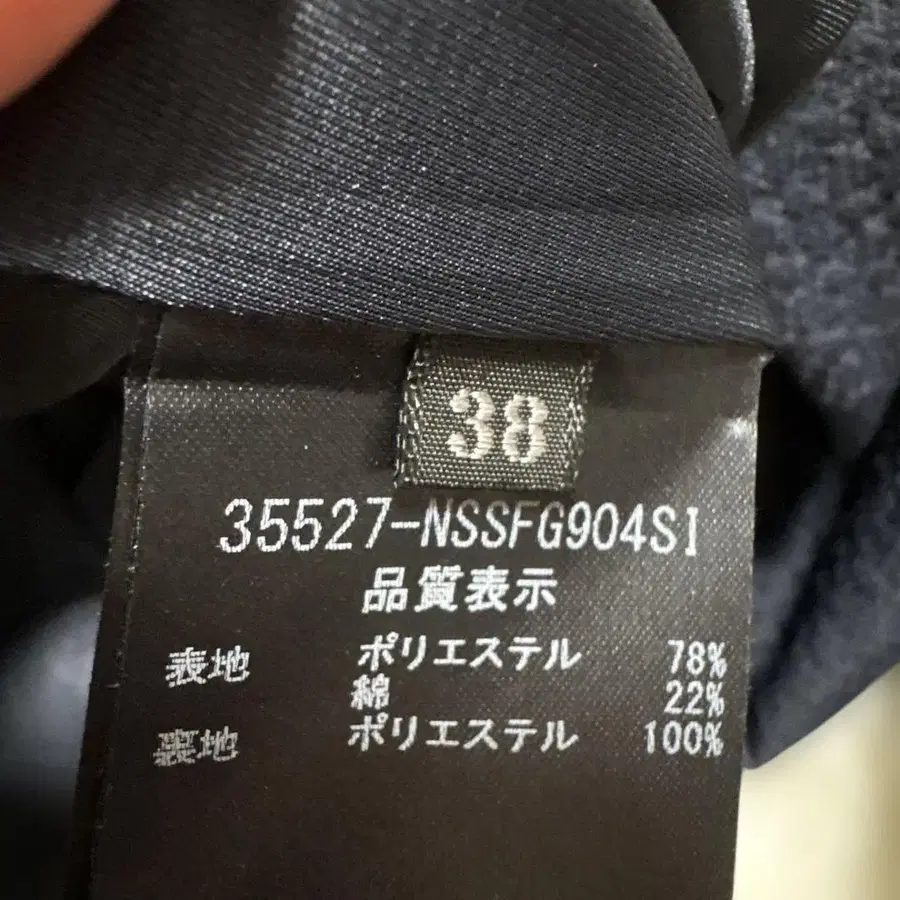 38
35527-NSSFG904SI
品質表示
表地 ポリエステル 78%
綿 22%
裏地 ポリエステル 100%